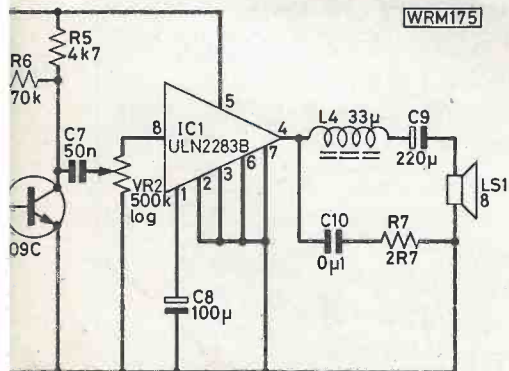 WRM175
R5
4k7
R6
70k
C7
50n
VR2
500k
log
8
IC1
ULN2283B
5
4
1
2
3
6
7
L4 33µ
C9
220µ
LS1
8
C10
0µ1
R7
2R7
C8
100µ
09C